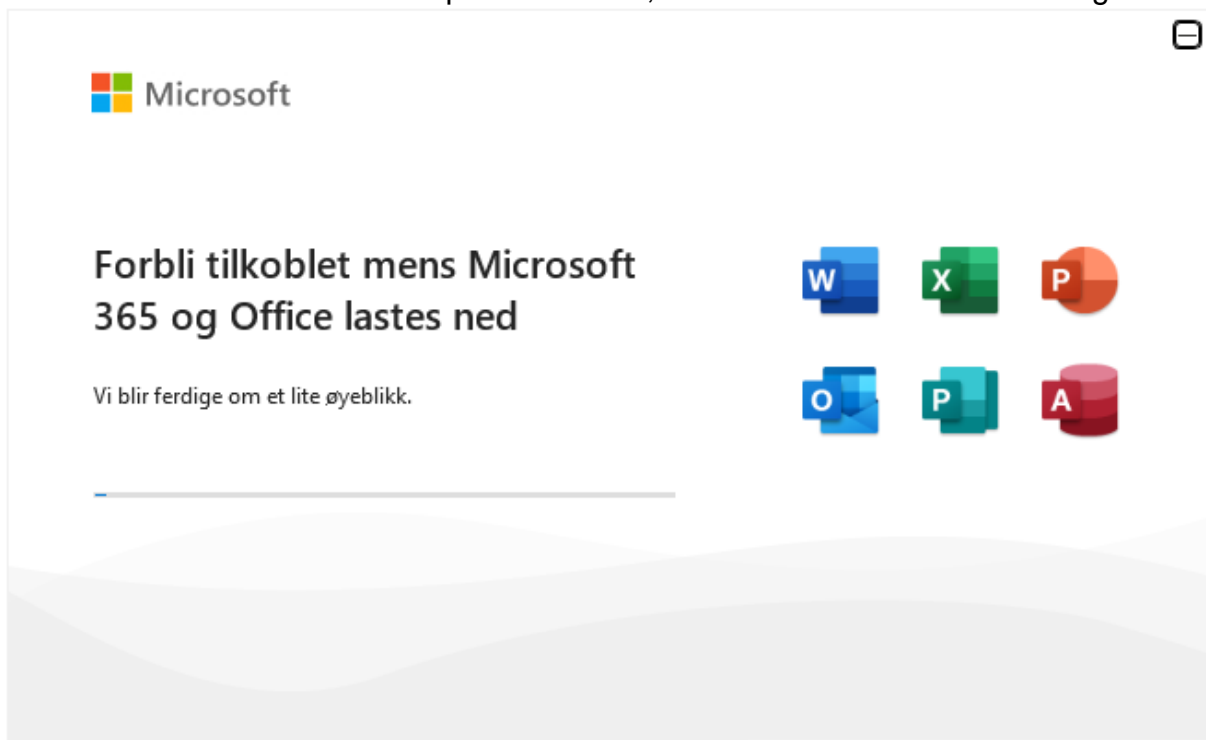 Microsoft
Forbli tilkoblet mens Microsoft
365 og Office lastes ned
W X P
Vi blir ferdige om et lite øyeblikk.
O P A